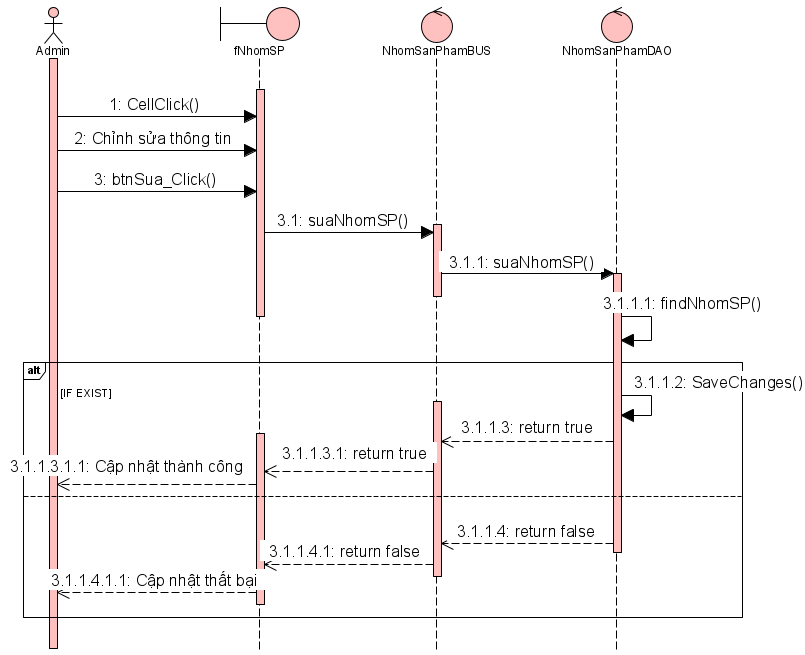 Admin
fNhomSP
NhomSanPhamBUS
NhomSanPhamDAO
1: CellClick()
2: Chỉnh sửa thông tin
3: btnSua_Click()
3.1: suaNhomSP()
3.1.1: suaNhomSP()
3.1.1.1: findNhomSP()
alt
[IF EXIST]
3.1.1.2: SaveChanges()
3.1.1.3: return true
3.1.1.3.1: return true
3.1.1.3.1.1: Cập nhật thành công
3.1.1.4: return false
3.1.1.4.1: return false
3.1.1.4.1.1: Cập nhật thất bại